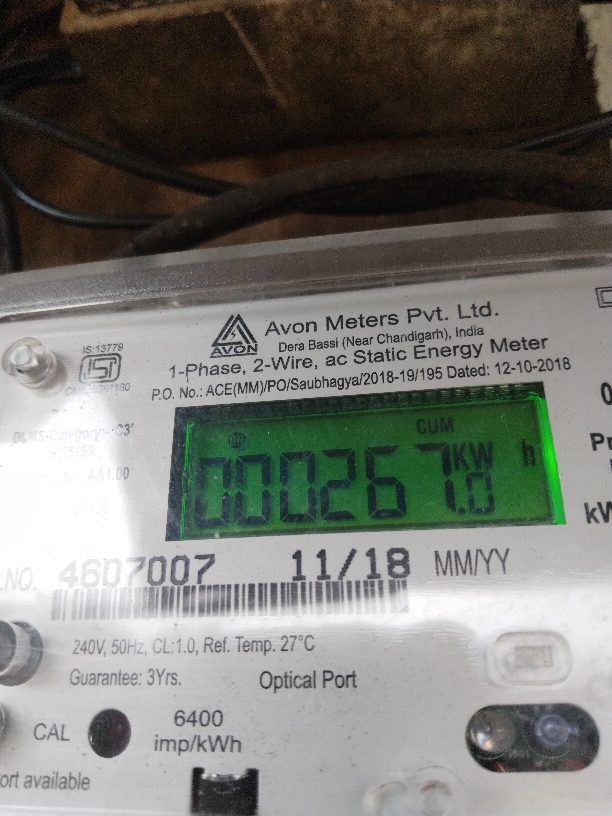 Avon Meters Pvt. Ltd.
AVON
Dera Bassi (Near Chandigarh), India
IS:13779
ISI
1-Phase, 2-Wire, ac Static Energy Meter
P.O. No.: ACE(MM)/PO/Saubhagya/2018-19/195 Dated: 12-10-2018
CUM
000267.0 KW h
AA1.00
.NO. 4607007 11/18 MM/YY
240V, 50Hz, CL:1.0, Ref. Temp. 27°C
Guarantee: 3Yrs. Optical Port
CAL
6400
imp/kWh
ort available